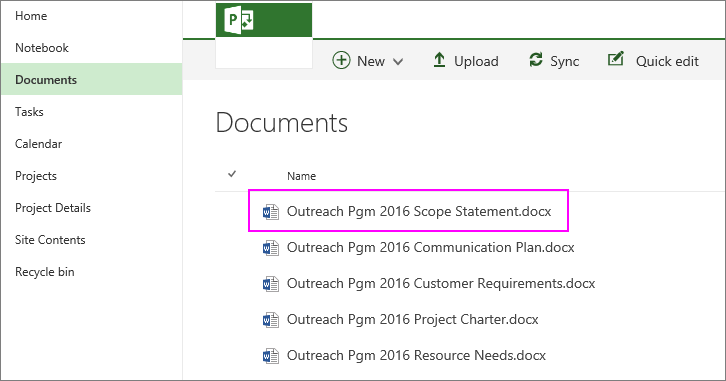 Home
Notebook
Documents
Tasks
Calendar
Projects
Project Details
Site Contents
Recycle bin
P
New
Upload
Sync
Quick edit
Documents
Name
Outreach Pgm 2016 Scope Statement.docx
Outreach Pgm 2016 Communication Plan.docx
Outreach Pgm 2016 Customer Requirements.docx
Outreach Pgm 2016 Project Charter.docx
Outreach Pgm 2016 Resource Needs.docx